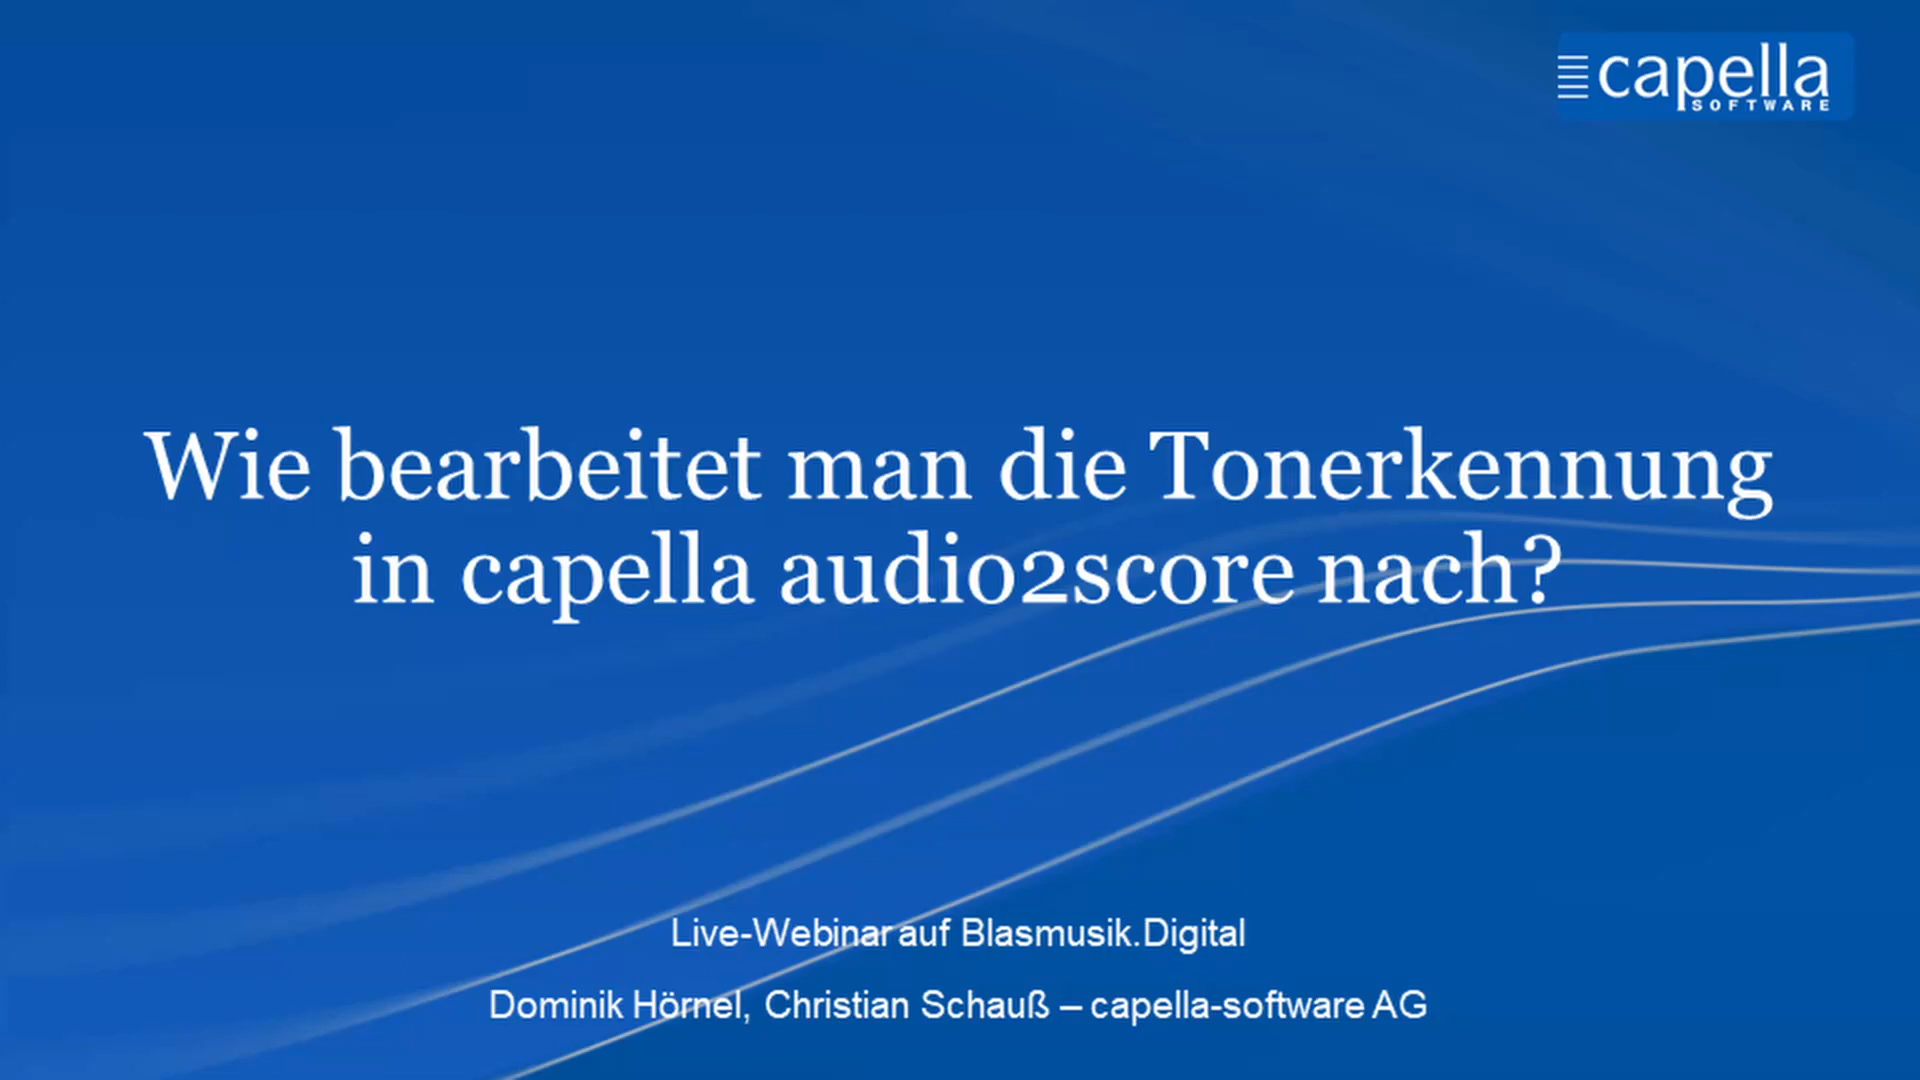 capella
SOFTWARE
Wie bearbeitet man die Tonerkennung
in capella audio2score nach?
Live-Webinar auf Blasmusik.Digital
Dominik Hörnel, Christian Schauß – capella-software AG